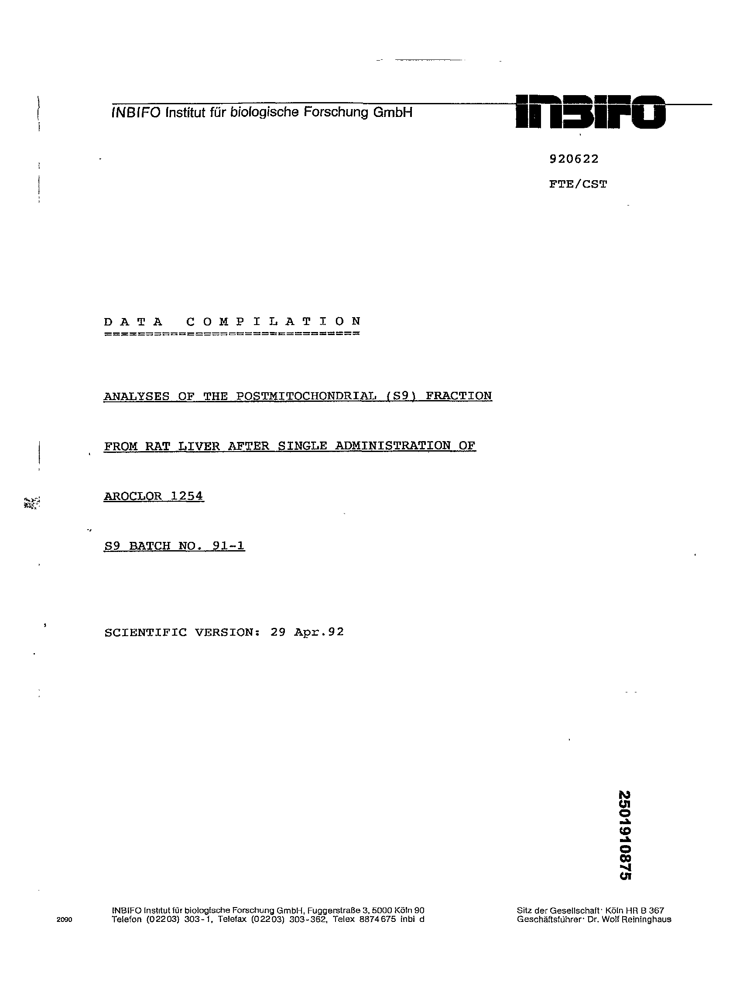 INBIFO Institut für biologische Forschung GmbH
INBIFO
920622
FTE/CST
D A T A   C O M P I L A T I O N
ANALYSES OF THE POSTMITOCHONDRIAL (S9) FRACTION
FROM RAT LIVER AFTER SINGLE ADMINISTRATION OF
AROCLOR 1254
S9 BATCH NO. 91-1
SCIENTIFIC VERSION: 29 Apr.92
2501910875
2090
INBIFO Institut für biologische Forschung GmbH, Fuggerstraße 3, 5000 Köln 90
Telefon (02203) 303-1, Telefax (02203) 303-362, Telex 8874675 inbi d
Sitz der Gesellschaft: Köln HR B 367
Geschäftsführer: Dr. Wolf Reininghaus